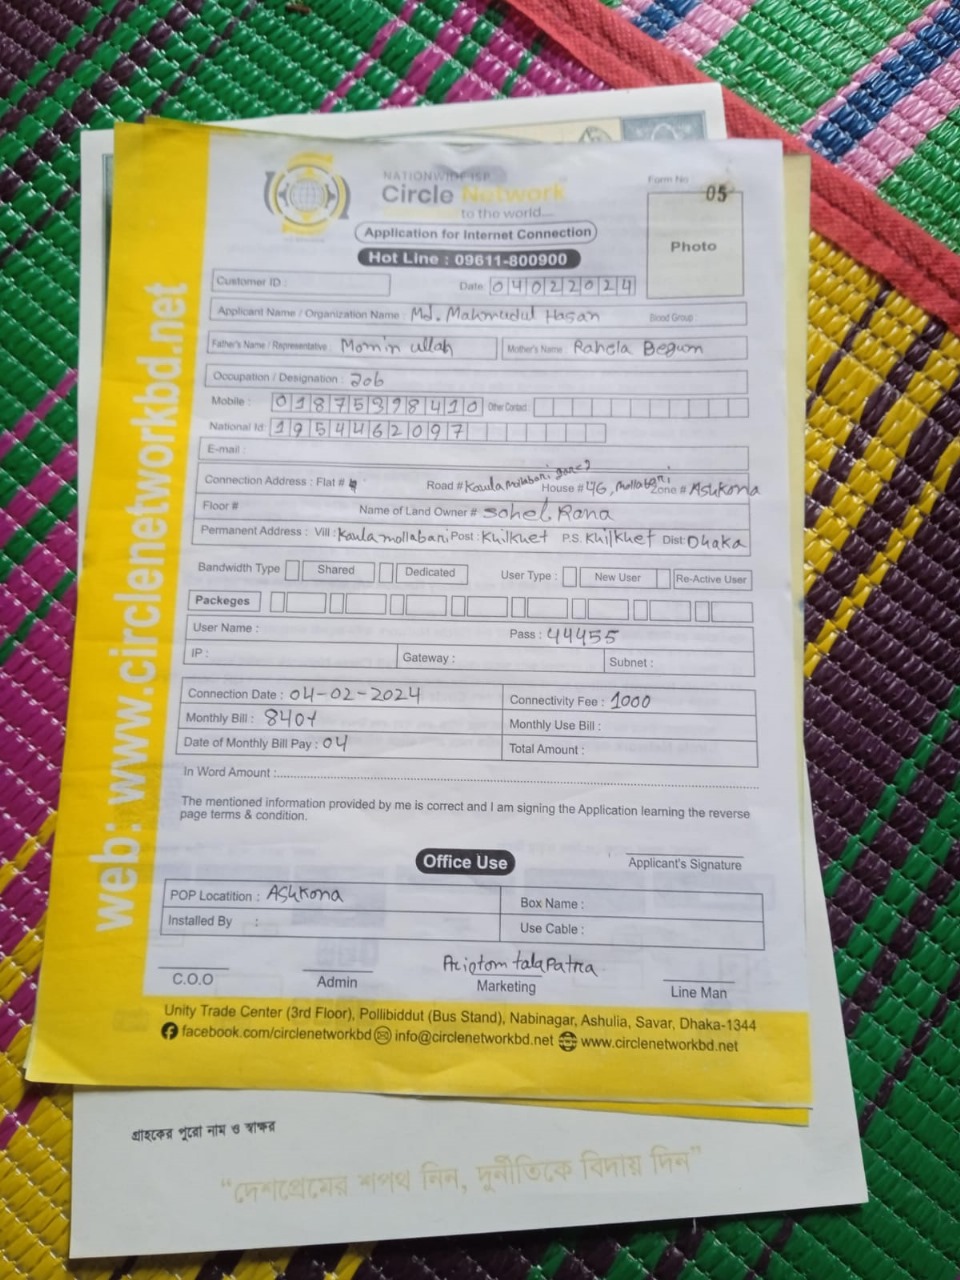 NATIONWIDE ISP
Circle Network
to the world....
Form No
05
Application for Internet Connection
Photo
Hot Line : 09611-800900
Customer ID :
Date 04022024
Applicant Name / Organization Name : Md. Mahmudul Hasan Blood Group :
Father's Name / Representative : Momin ullah Mother's Name : Rahela Begum
Occupation / Designation : Job
Mobile : 01875398410 Other Contact :
National Id: 1954462097
E-mail :
Connection Address : Flat # Road # Kaula mollabari House # 46, mollabari Zone # Ashkona
Floor # Name of Land Owner # Sohel Rana
Permanent Address : Vill : Kaula mollabari Post : Khilkhet P.S. Khilkhet Dist: Dhaka
Bandwidth Type Shared Dedicated User Type : New User Re-Active User
Packeges
User Name : Pass : 44455
IP : Gateway : Subnet :
Connection Date : 04-02-2024 Connectivity Fee : 1000
Monthly Bill : 840/ Monthly Use Bill :
Date of Monthly Bill Pay : 04 Total Amount :
In Word Amount :
The mentioned information provided by me is correct and I am signing the Application learning the reverse
page terms & condition.
Office Use
Applicant's Signature
POP Locatition : Ashkona Box Name :
Installed By : Use Cable :
C.O.O Admin Marketing Line Man
Unity Trade Center (3rd Floor), Pollibiddut (Bus Stand), Nabinagar, Ashulia, Savar, Dhaka-1344
facebook.com/circlenetworkbd info@circlenetworkbd.net www.circlenetworkbd.net
web: www.circlenetworkbd.net
গ্রাহকের পুরো নাম ও স্বাক্ষর
“দেশপ্রেমের শপথ নিন, দুর্নীতিকে বিদায় দিন”